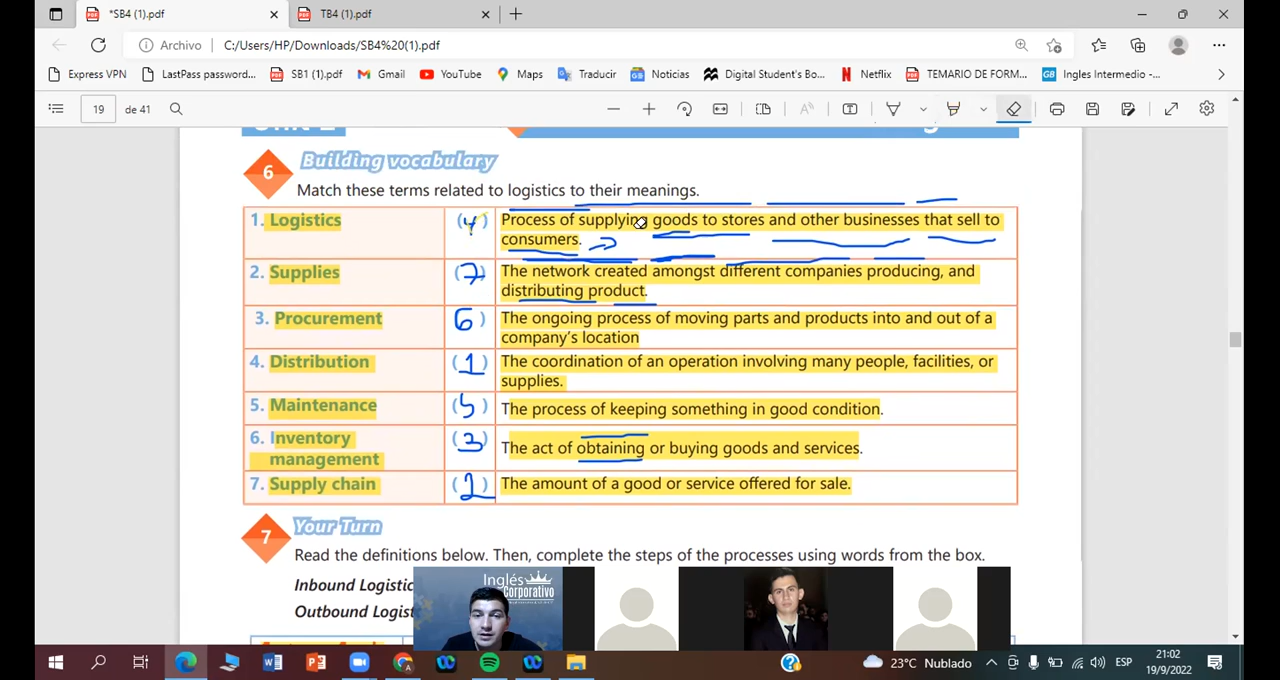 *SB4 (1).pdf
TB4 (1).pdf
Archivo
C:/Users/HP/Downloads/SB4%20(1).pdf
Express VPN
LastPass password...
SB1 (1).pdf
Gmail
YouTube
Maps
Traducir
Noticias
Digital Student's Bo...
Netflix
TEMARIO DE FORM...
Ingles Intermedio -...
19
de 41
6
Building vocabulary
Match these terms related to logistics to their meanings.
1. Logistics
(4)
Process of supplying goods to stores and other businesses that sell to
consumers.
2. Supplies
(7)
The network created amongst different companies producing, and
distributing product.
3. Procurement
6)
The ongoing process of moving parts and products into and out of a
company's location
4. Distribution
(1)
The coordination of an operation involving many people, facilities, or
supplies.
5. Maintenance
(5)
The process of keeping something in good condition.
6. Inventory
management
(3)
The act of obtaining or buying goods and services.
7. Supply chain
(2)
The amount of a good or service offered for sale.
7
Your Turn
Read the definitions below. Then, complete the steps of the processes using words from the box.
Inbound Logistic
Outbound Logist
Inglés
Corporativo
23°C Nublado
ESP
21:02
19/9/2022